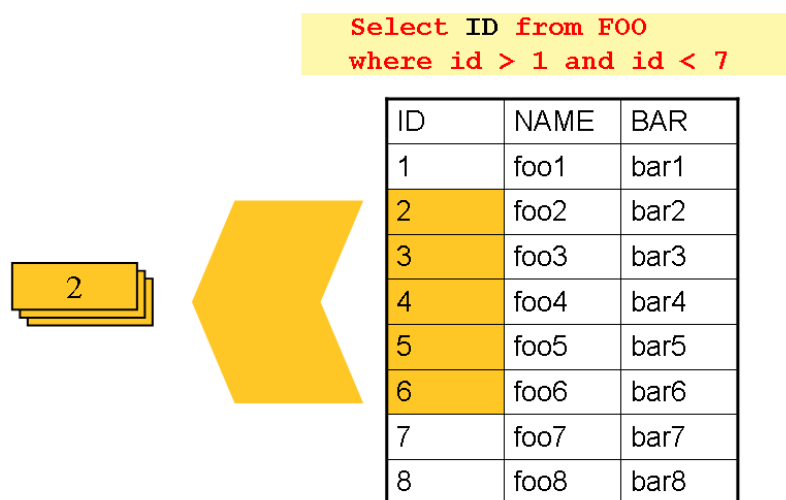 Select ID from FOO
where id > 1 and id < 7
ID NAME BAR
1 foo1 bar1
2 foo2 bar2
3 foo3 bar3
4 foo4 bar4
5 foo5 bar5
6 foo6 bar6
7 foo7 bar7
8 foo8 bar8
2